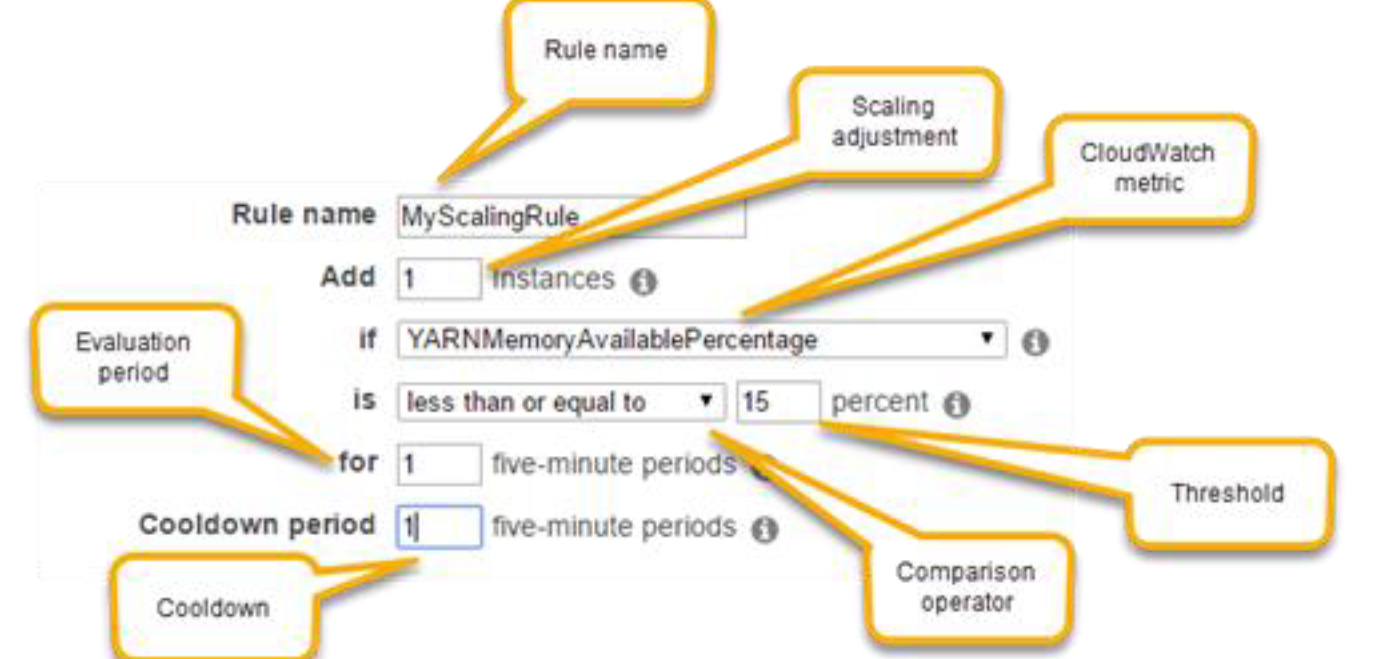 Rule name
Scaling
adjustment
CloudWatch
metric
Rule name MyScalingRule
Add 1 instances
Evaluation
period
if YARNMemoryAvailablePercentage
is less than or equal to 15 percent
for 1 five-minute periods
Threshold
Cooldown period 1 five-minute periods
Comparison
operator
Cooldown